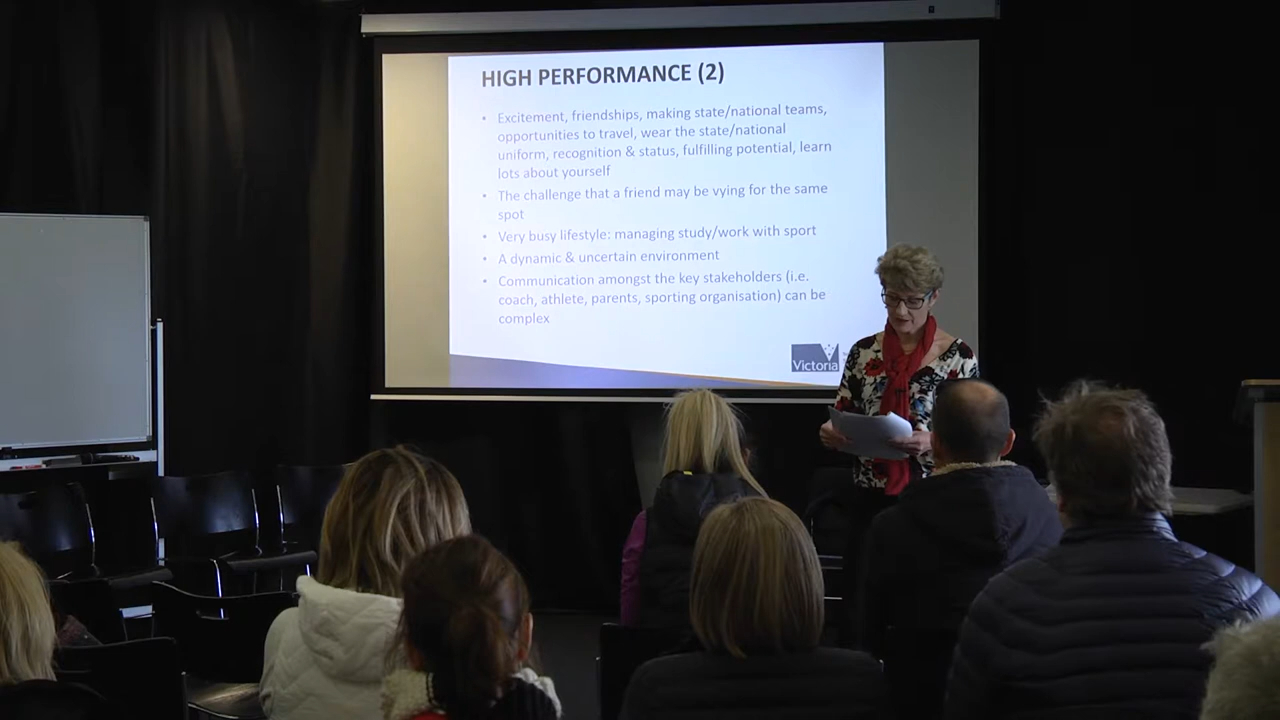 HIGH PERFORMANCE (2)
• Excitement, friendships, making state/national teams,
opportunities to travel, wear the state/national
uniform, recognition & status, fulfilling potential, learn
lots about yourself
• The challenge that a friend may be vying for the same
spot
• Very busy lifestyle: managing study/work with sport
• A dynamic & uncertain environment
• Communication amongst the key stakeholders (i.e.
coach, athlete, parents, sporting organisation) can be
complex
Victoria